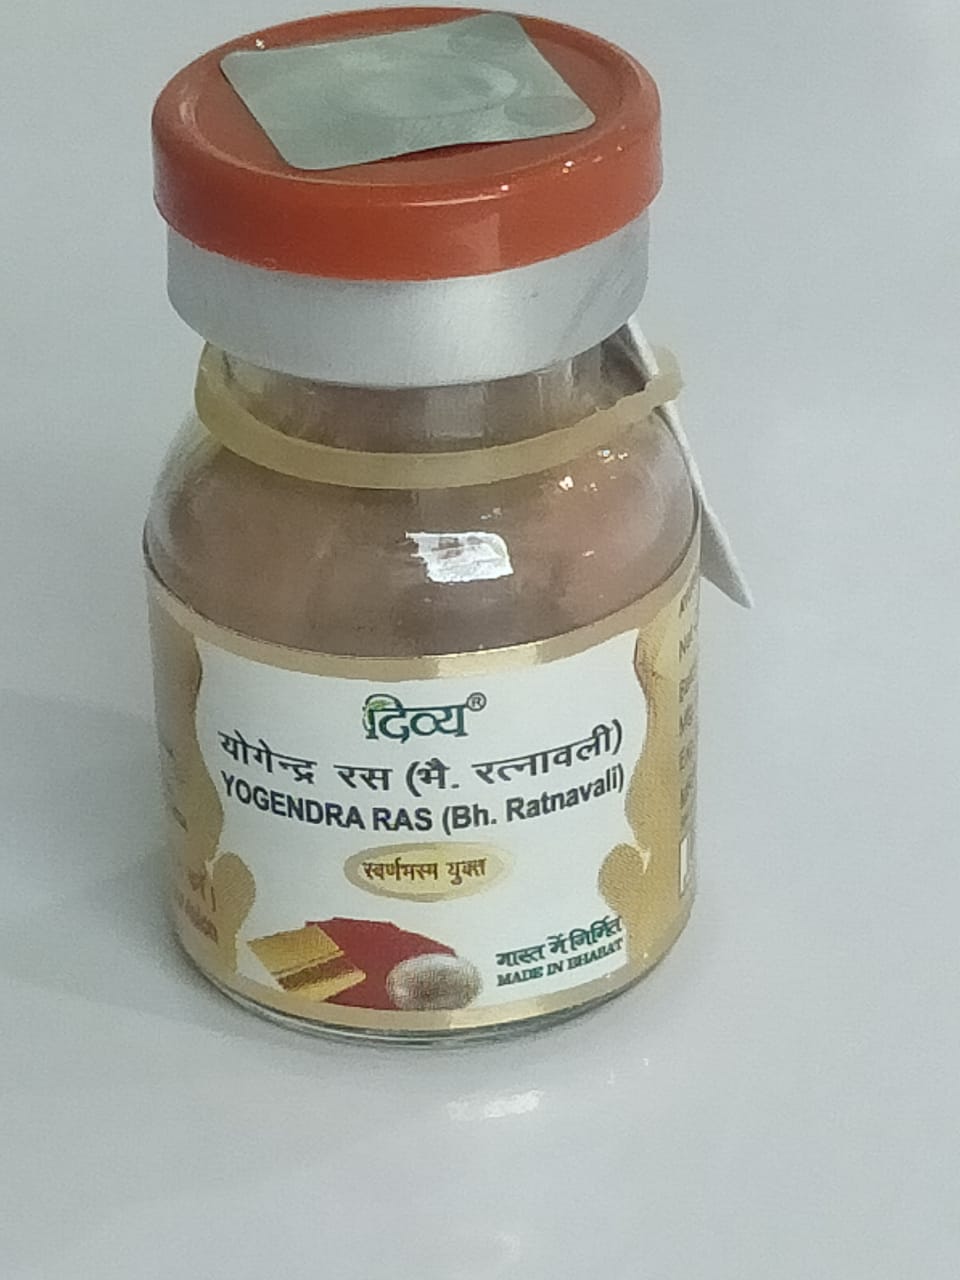 दिव्य®
योगेन्द्र रस (भै. रत्नावली)
YOGENDRA RAS (Bh. Ratnavali)
स्वर्णभस्म युक्त
भारत में निर्मित
MADE IN BHARAT